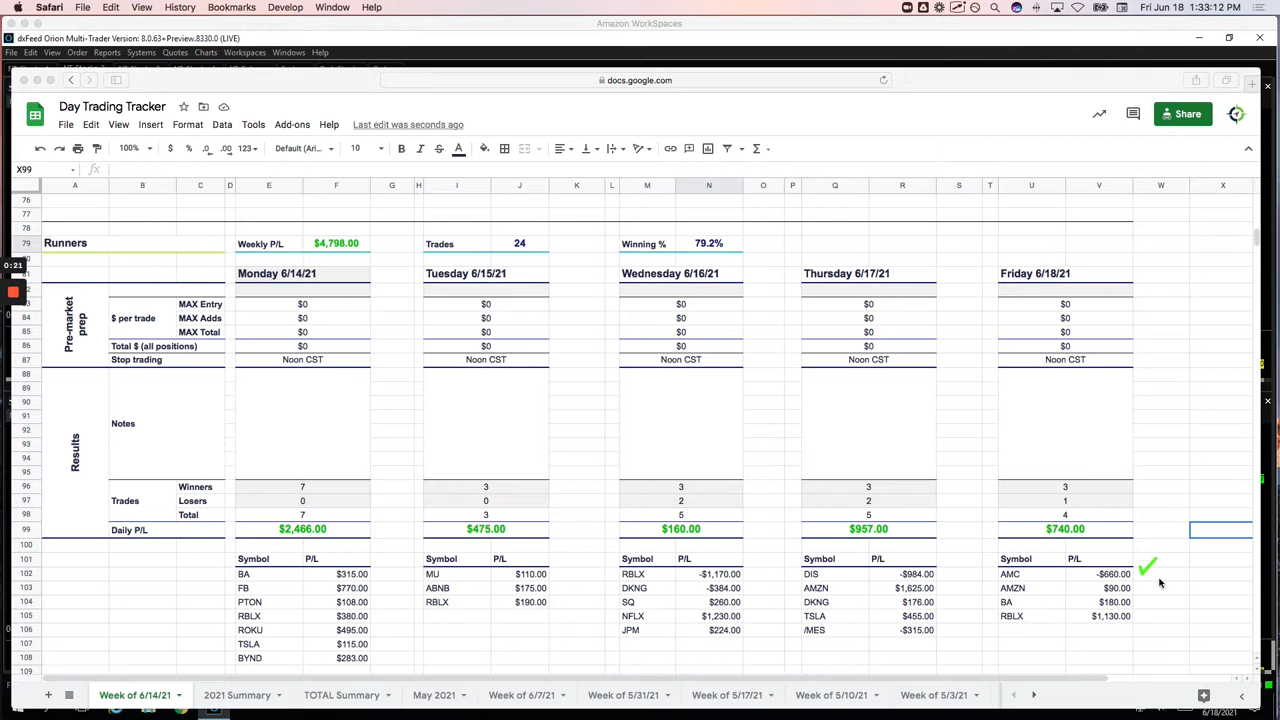 Safari File Edit View History Bookmarks Develop Window Help Fri Jun 18 1:33:12 PM
Amazon WorkSpaces
dxFeed Orion Multi-Trader Version: 8.0.63+Preview.8330.0 (LIVE)
File Edit View Order Reports Systems Quotes Charts Workspaces Windows Help
docs.google.com
Day Trading Tracker
File Edit View Insert Format Data Tools Add-ons Help Last edit was seconds ago
Share
100% $ % .0 .00 123 Default (Ari... 10 B I S A
X99 fx
A B C D E F G H I J K L M N O P Q R S T U V W X
76
77
78
79 Runners Weekly P/L $4,798.00 Trades 24 Winning % 79.2%
0:21
81 Monday 6/14/21 Tuesday 6/15/21 Wednesday 6/16/21 Thursday 6/17/21 Friday 6/18/21
Pre-market prep
$ per trade
83 MAX Entry $0 $0 $0 $0 $0
84 MAX Adds $0 $0 $0 $0 $0
85 MAX Total $0 $0 $0 $0 $0
86 Total $ (all positions) $0 $0 $0 $0 $0
87 Stop trading Noon CST Noon CST Noon CST Noon CST Noon CST
88
89
90
91
Results
Notes
92
93
94
95
96 Winners 7 3 3 3 3
97 Trades Losers 0 0 2 2 1
98 Total 7 3 5 5 4
99 Daily P/L $2,466.00 $475.00 $160.00 $957.00 $740.00
100
101 Symbol P/L Symbol P/L Symbol P/L Symbol P/L Symbol P/L
102 BA $315.00 MU $110.00 RBLX -$1,170.00 DIS -$984.00 AMC -$660.00
103 FB $770.00 ABNB $175.00 DKNG -$384.00 AMZN $1,625.00 AMZN $90.00
104 PTON $108.00 RBLX $190.00 SQ $260.00 DKNG $176.00 BA $180.00
105 RBLX $380.00 NFLX $1,230.00 TSLA $455.00 RBLX $1,130.00
106 ROKU $495.00 JPM $224.00 /MES -$315.00
107 TSLA $115.00
108 BYND $283.00
109
Week of 6/14/21 2021 Summary TOTAL Summary May 2021 Week of 6/7/21 Week of 5/31/21 Week of 5/17/21 Week of 5/10/21 Week of 5/3/21
6/18/2021